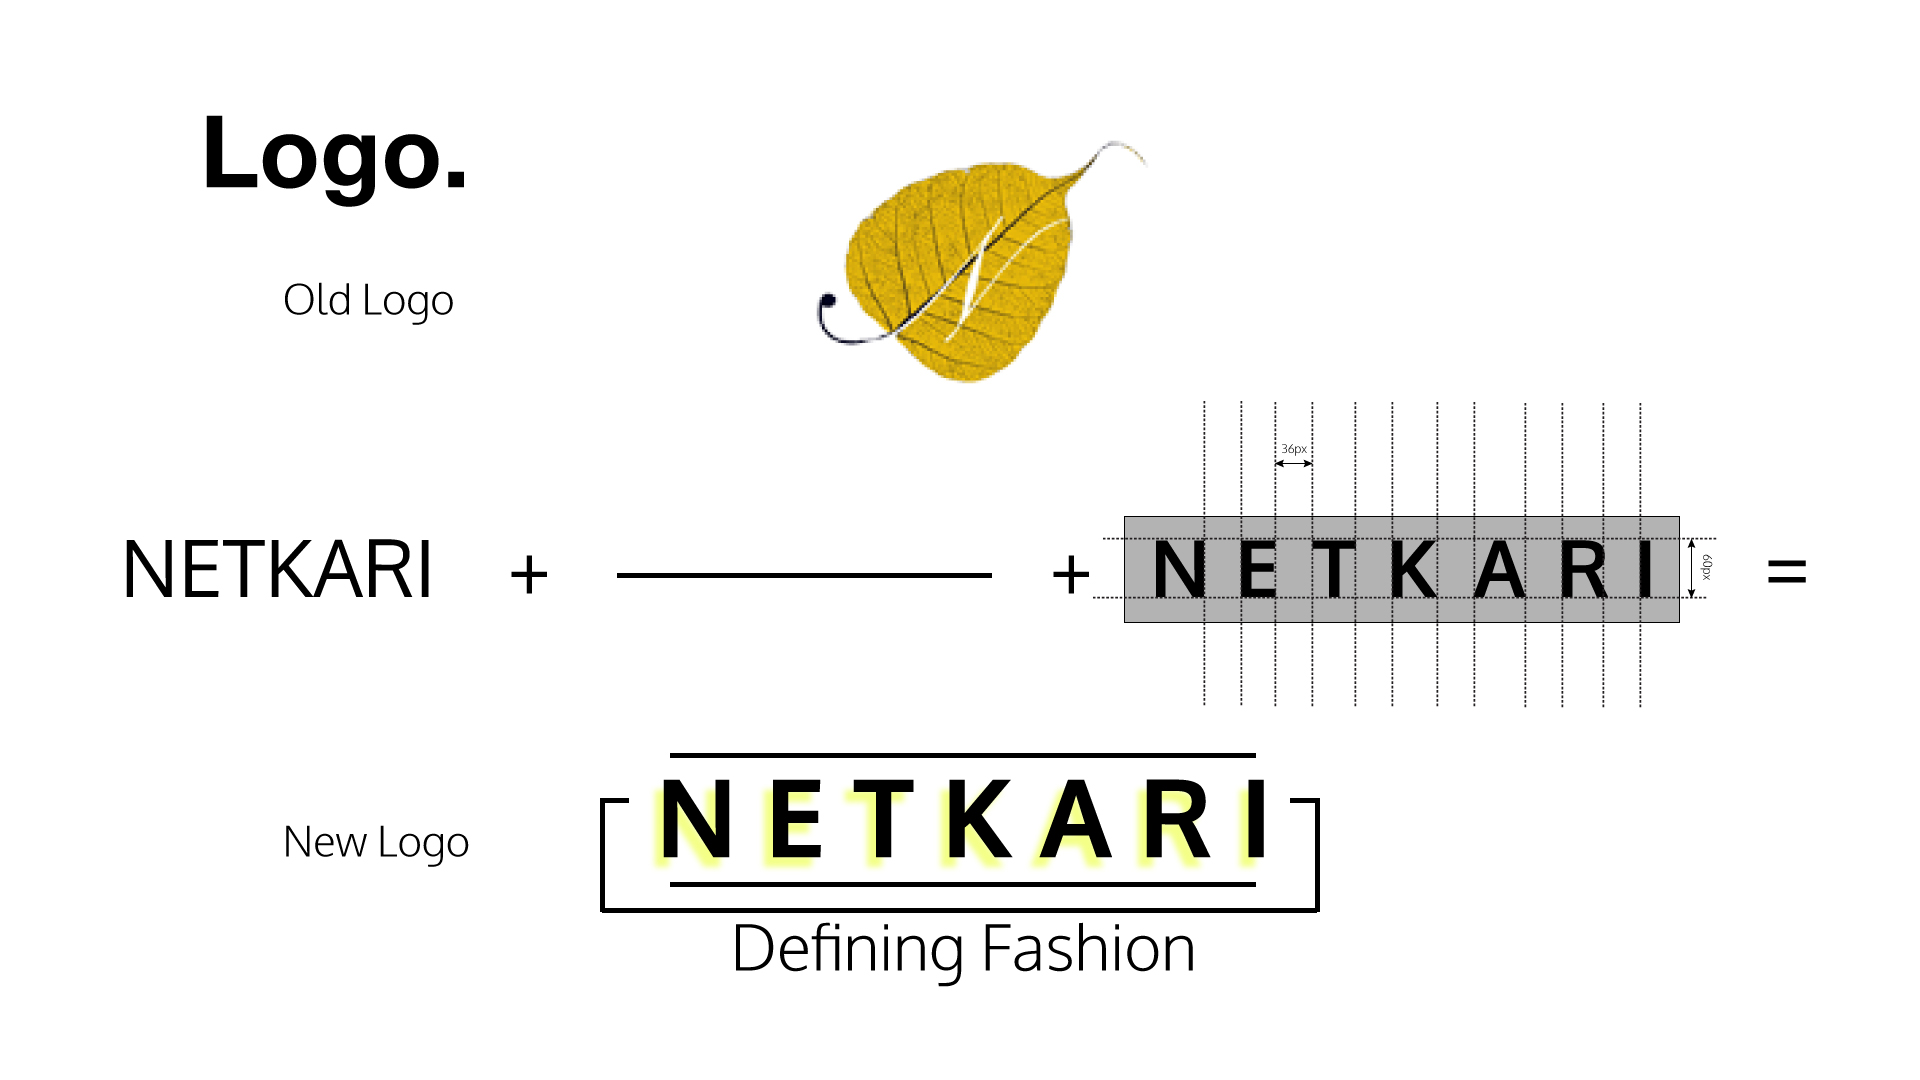 Logo.
Old Logo
36px
NETKARI + + N E T K A R I =
60px
New Logo
N E T K A R I
Defining Fashion